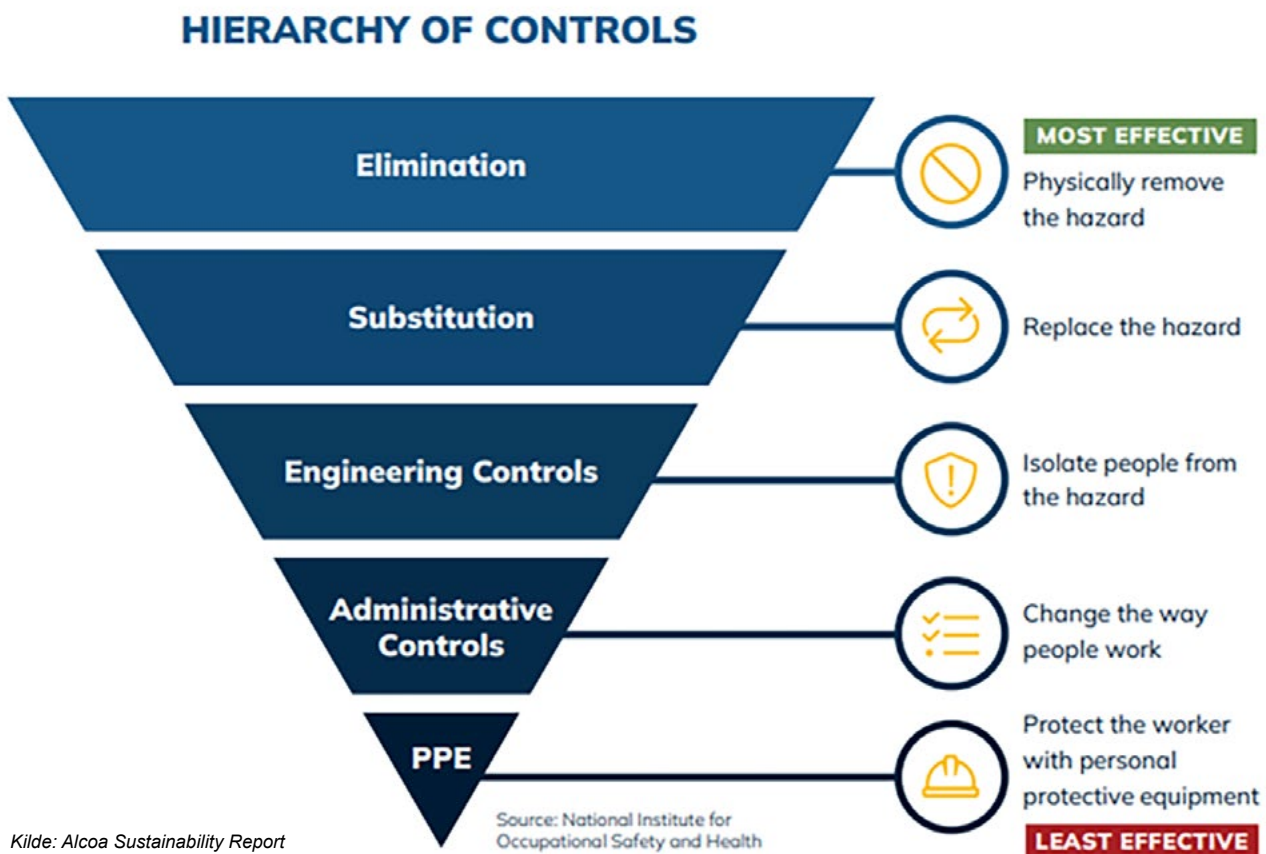 HIERARCHY OF CONTROLS
Elimination
MOST EFFECTIVE
Physically remove
the hazard
Substitution
Replace the hazard
Engineering Controls
Isolate people from
the hazard
Administrative
Controls
Change the way
people work
PPE
Protect the worker
with personal
protective equipment
LEAST EFFECTIVE
Source: National Institute for
Occupational Safety and Health
Kilde: Alcoa Sustainability Report